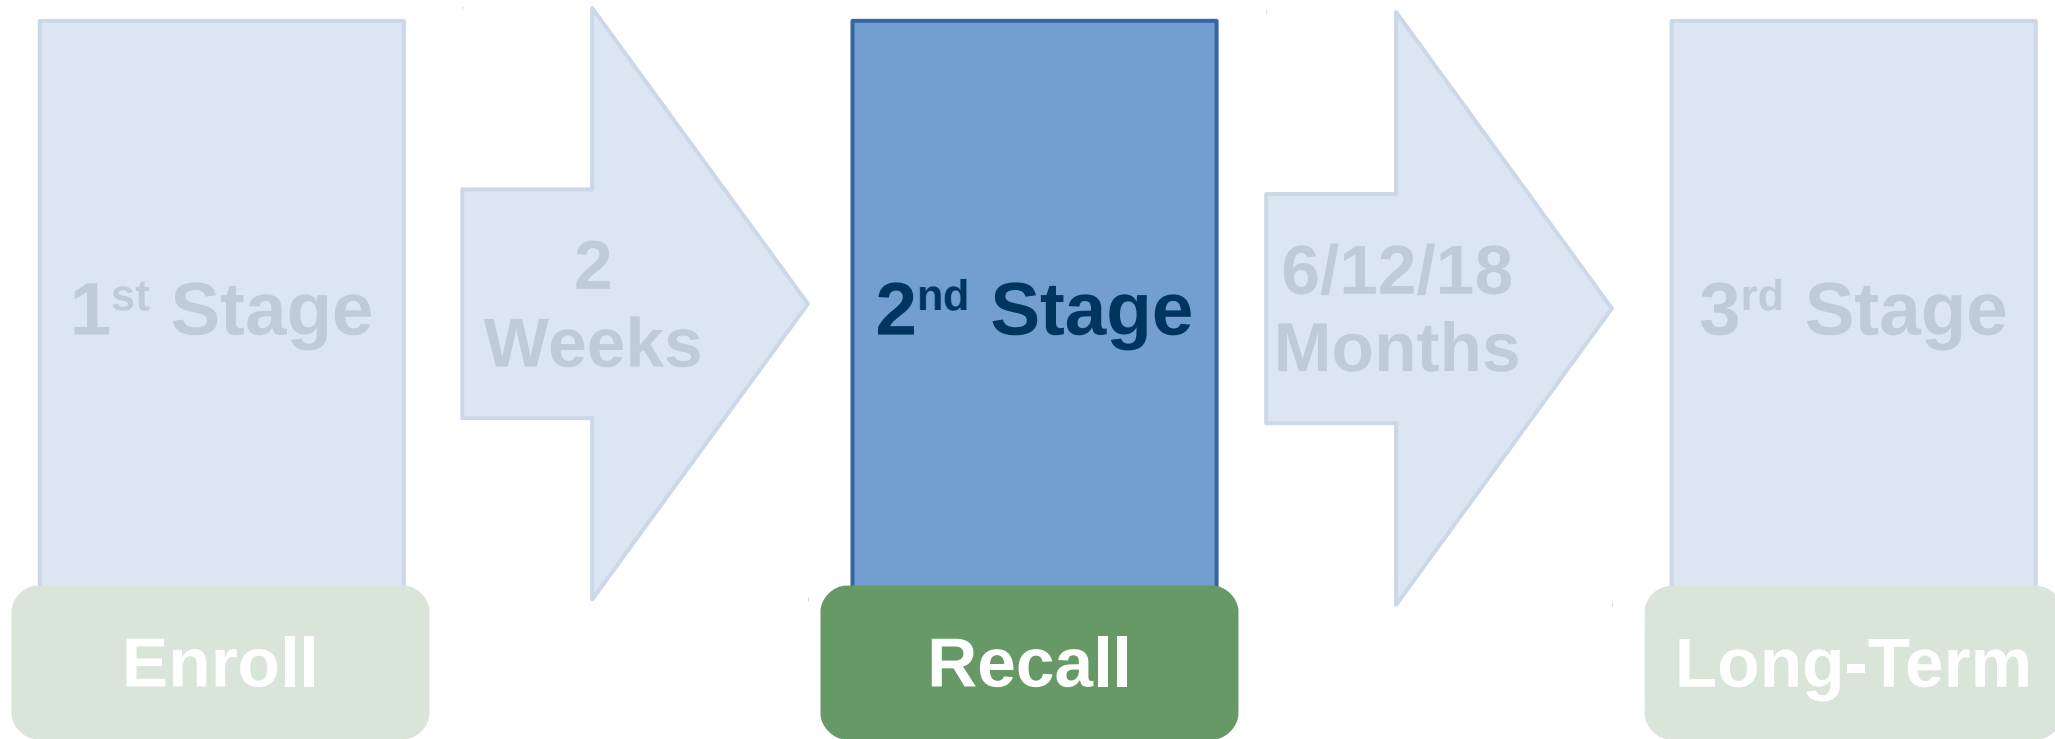 1st Stage
2
Weeks
2nd Stage
6/12/18
Months
3rd Stage
Enroll
Recall
Long-Term